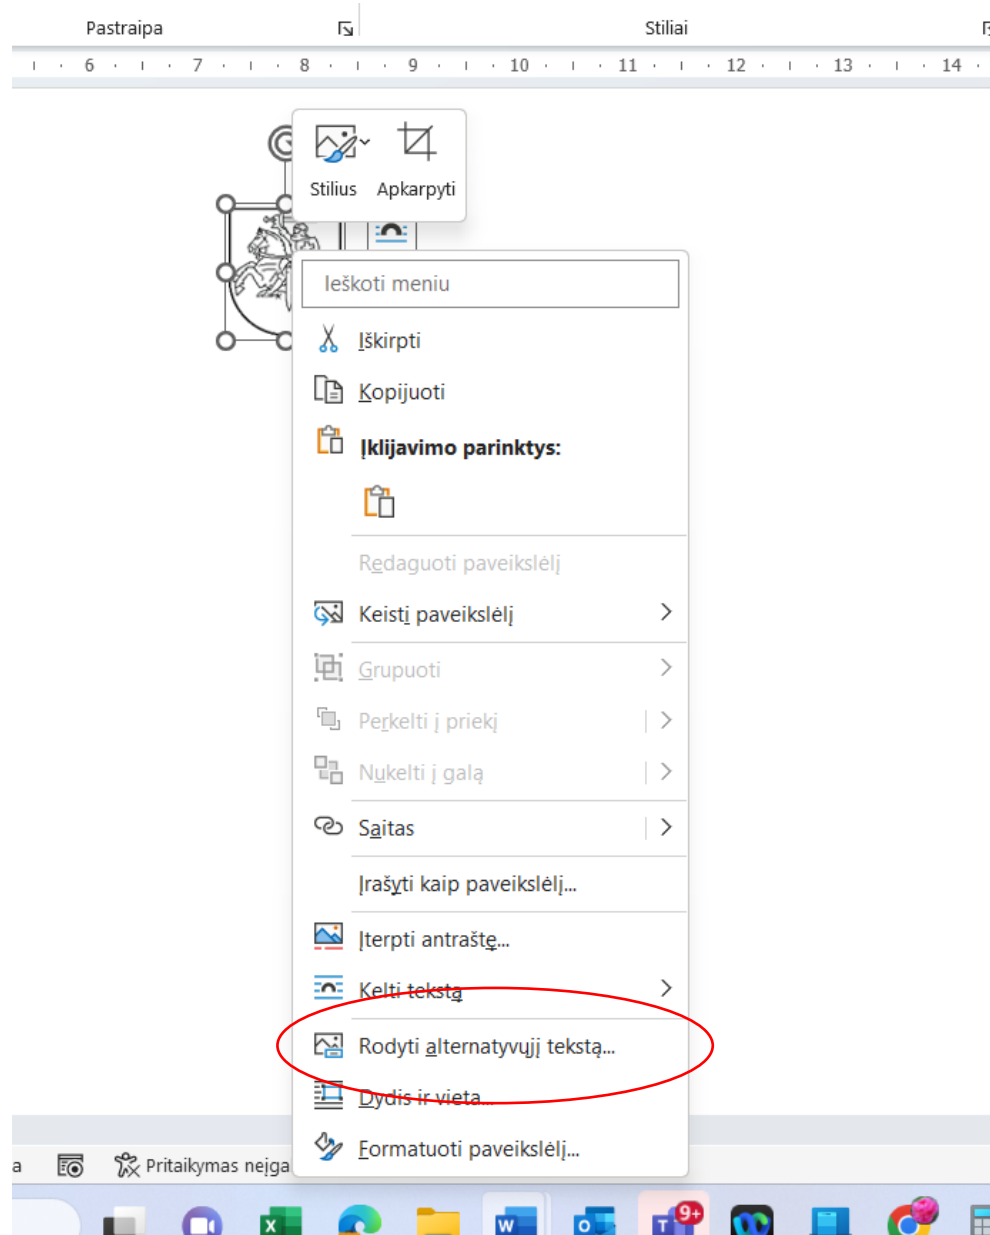 Pastraipa
Stiliai
6 7 8 9 10 11 12 13 14
Stilius Apkarpyti
Ieškoti meniu
Iškirpti
Kopijuoti
Įklijavimo parinktys:
Redaguoti paveikslėlį
Keisti paveikslėlį
Grupuoti
Perkelti į priekį
Nukelti į galą
Saitas
Įrašyti kaip paveikslėlį...
Įterpti antraštę...
Kelti tekstą
Rodyti alternatyvųjį tekstą...
Dydis ir vieta...
Formatuoti paveikslėlį...
a
Pritaikymas neįga
X
W
O
T
9+